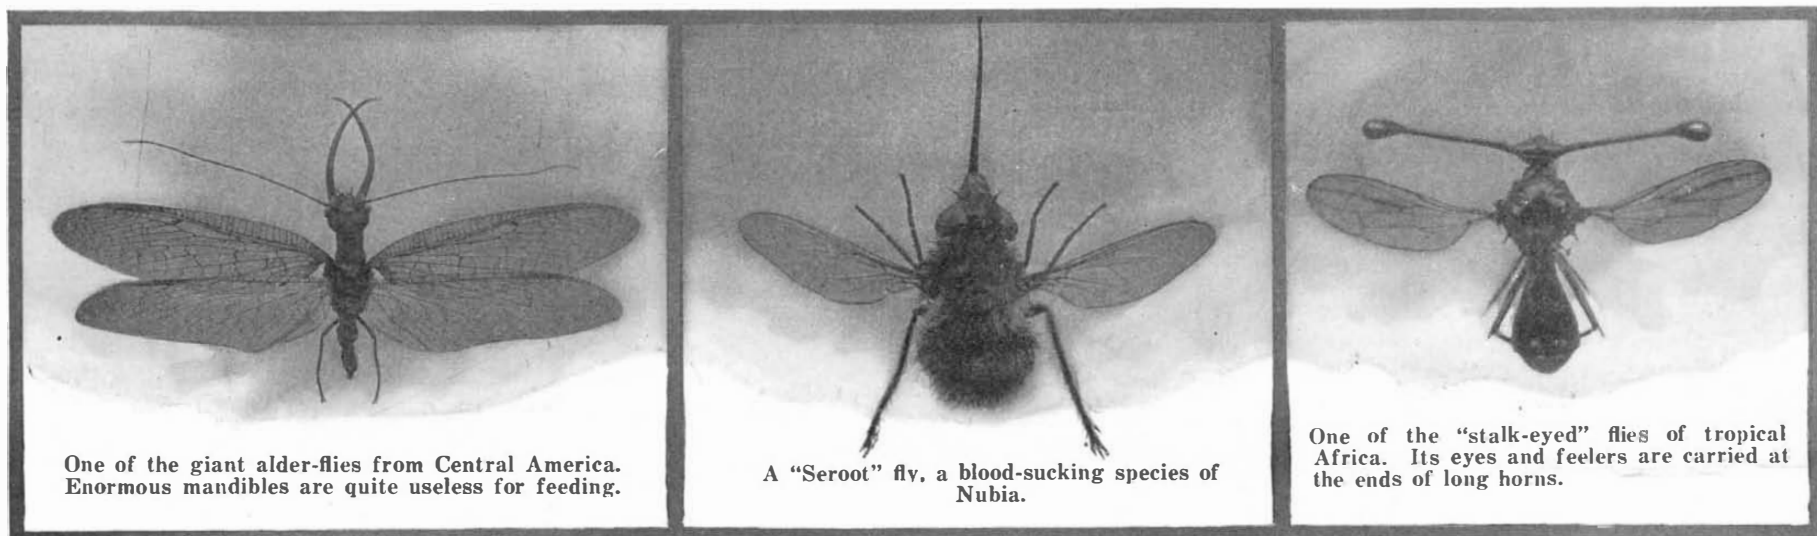 One of the giant alder-flies from Central America.
Enormous mandibles are quite useless for feeding.
A “Seroot” fly, a blood-sucking species of
Nubia.
One of the “stalk-eyed” flies of tropical
Africa. Its eyes and feelers are carried at
the ends of long horns.